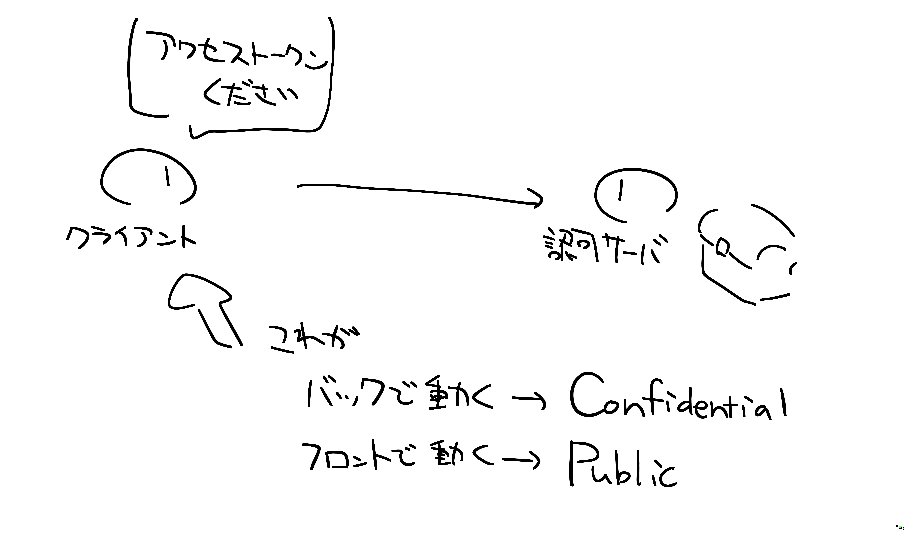 アクセストークン
ください
クライアント
認可サーバ
これが
バックで動く → Confidential
フロントで動く → Public